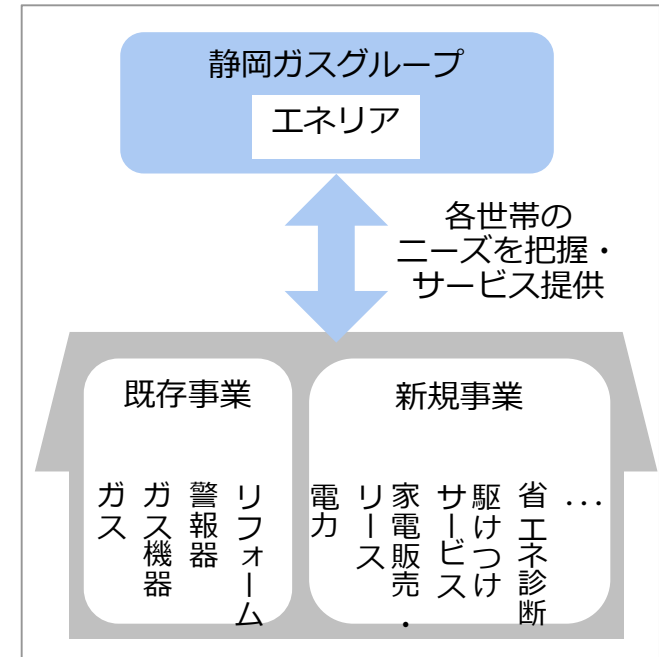 静岡ガスグループ
エネリア
各世帯の
ニーズを把握・
サービス提供
既存事業
ガス
ガス機器
警報器
リフォーム
新規事業
電力
家電販売・
リース
駆けつけ
サービス
省エネ診断
...